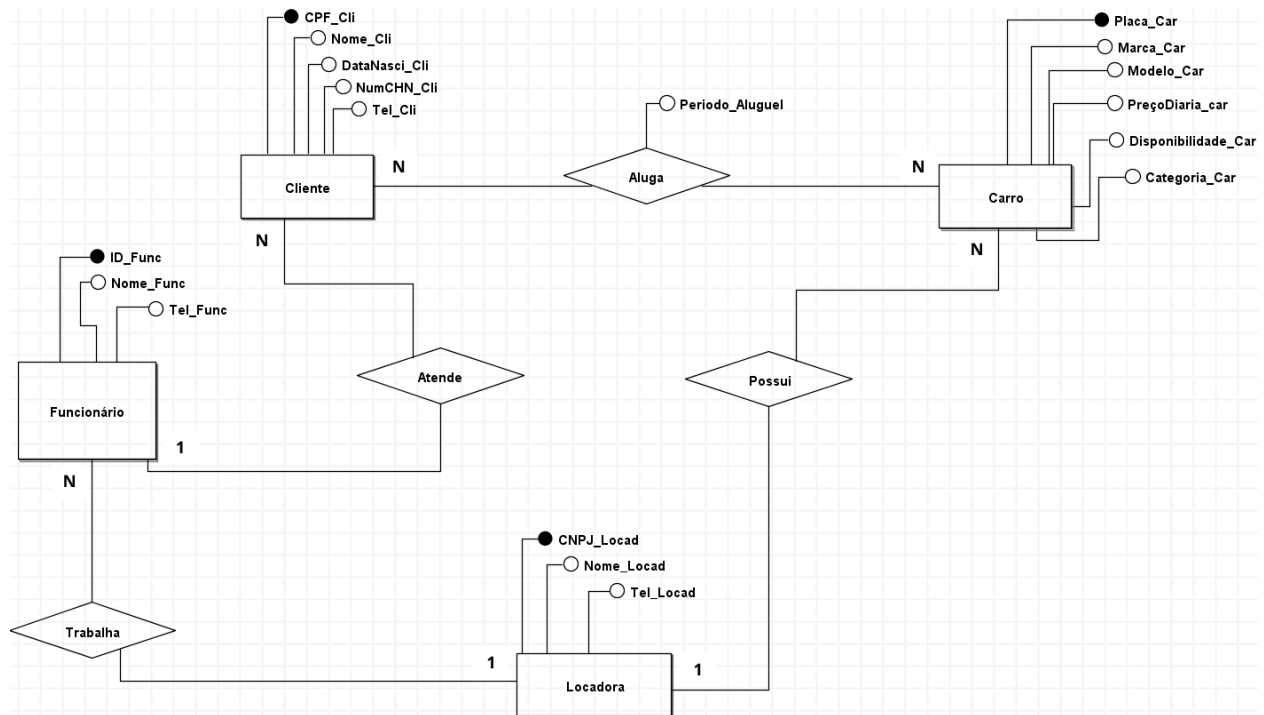 CPF_Cli
Nome_Cli
DataNasci_Cli
NumCHN_Cli
Tel_Cli
Cliente
N
Periodo_Aluguel
Aluga
N
Placa_Car
Marca_Car
Modelo_Car
PreçoDiaria_car
Disponibilidade_Car
Categoria_Car
Carro
N
N
ID_Func
Nome_Func
Tel_Func
Funcionário
1
N
Atende
Possui
Trabalha
CNPJ_Locad
Nome_Locad
Tel_Locad
1
Locadora
1